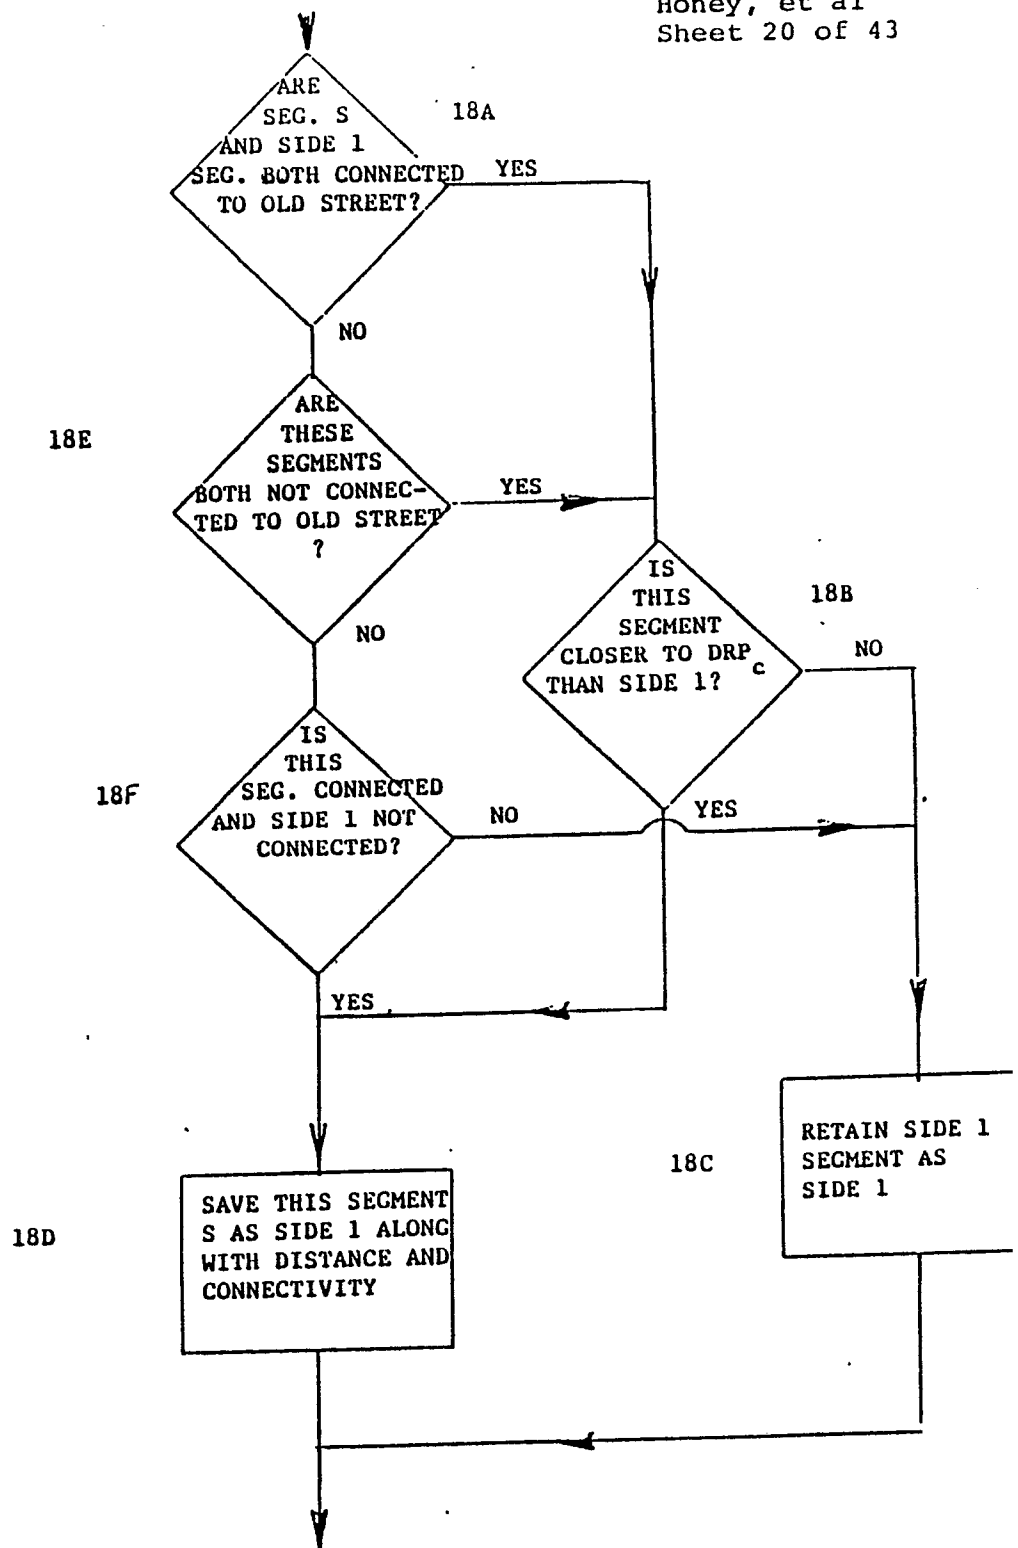 Honey, et al
Sheet 20 of 43
ARE
SEG. S
AND SIDE 1
SEG. BOTH CONNECTED
TO OLD STREET?
18A
YES
NO
18E
ARE
THESE
SEGMENTS
BOTH NOT CONNEC-
TED TO OLD STREET
?
YES
NO
IS
THIS
SEGMENT
CLOSER TO DRPc
THAN SIDE 1?
18B
NO
YES
18F
IS
THIS
SEG. CONNECTED
AND SIDE 1 NOT
CONNECTED?
NO
YES
18C
RETAIN SIDE 1
SEGMENT AS
SIDE 1
18D
SAVE THIS SEGMENT
S AS SIDE 1 ALONG
WITH DISTANCE AND
CONNECTIVITY